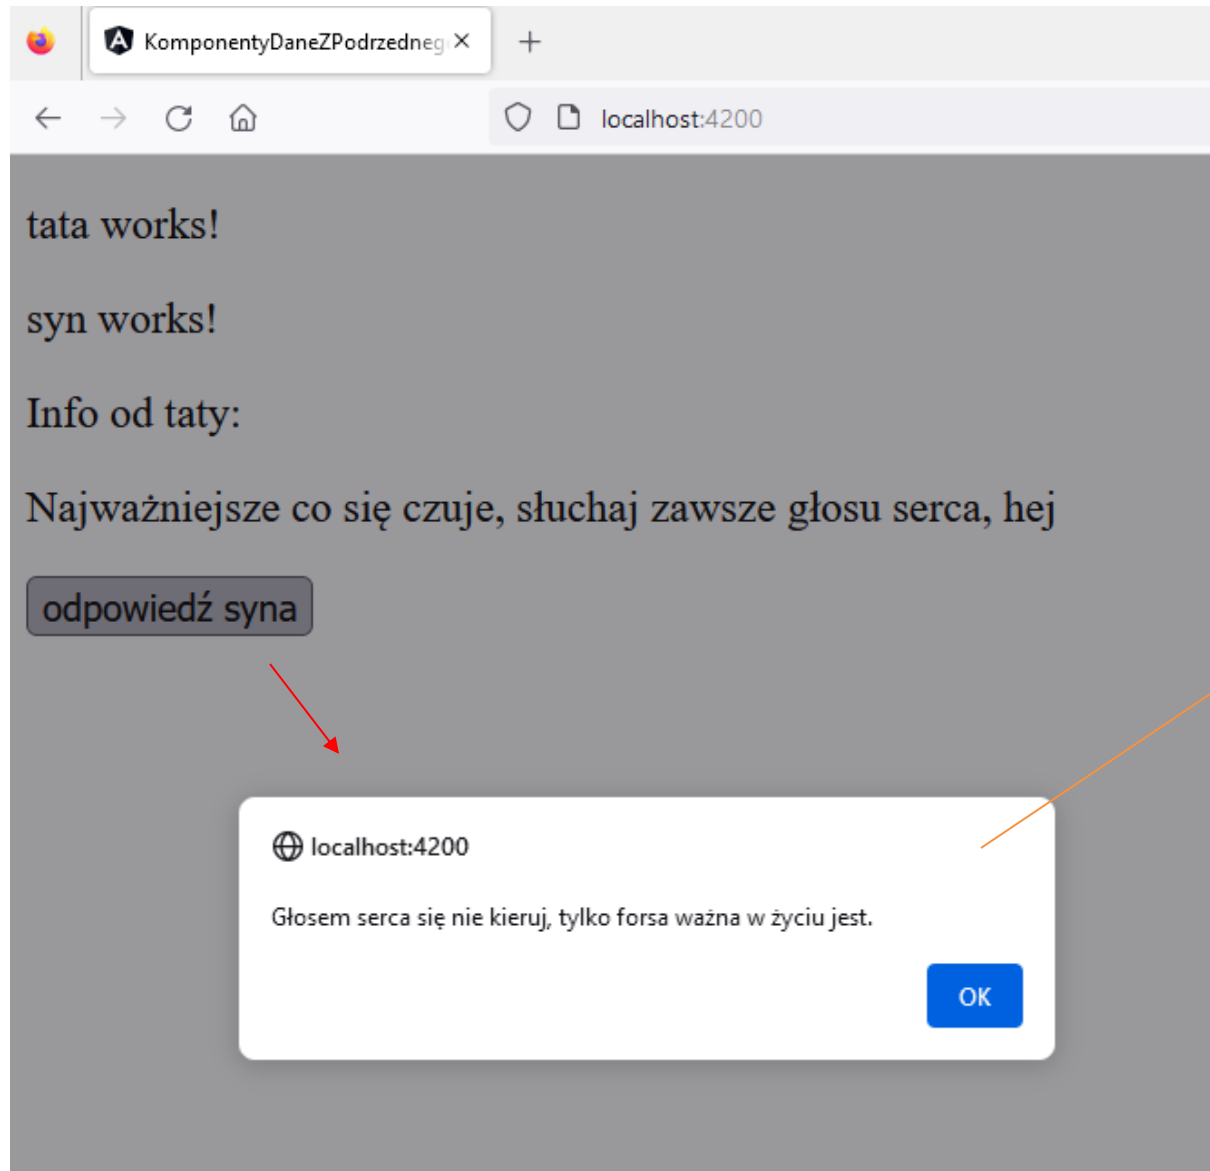 KomponentyDaneZPodrzedneg
localhost:4200
tata works!
syn works!
Info od taty:
Najważniejsze co się czuje, słuchaj zawsze głosu serca, hej
odpowiedź syna
localhost:4200
Głosem serca się nie kieruj, tylko forsa ważna w życiu jest.
OK